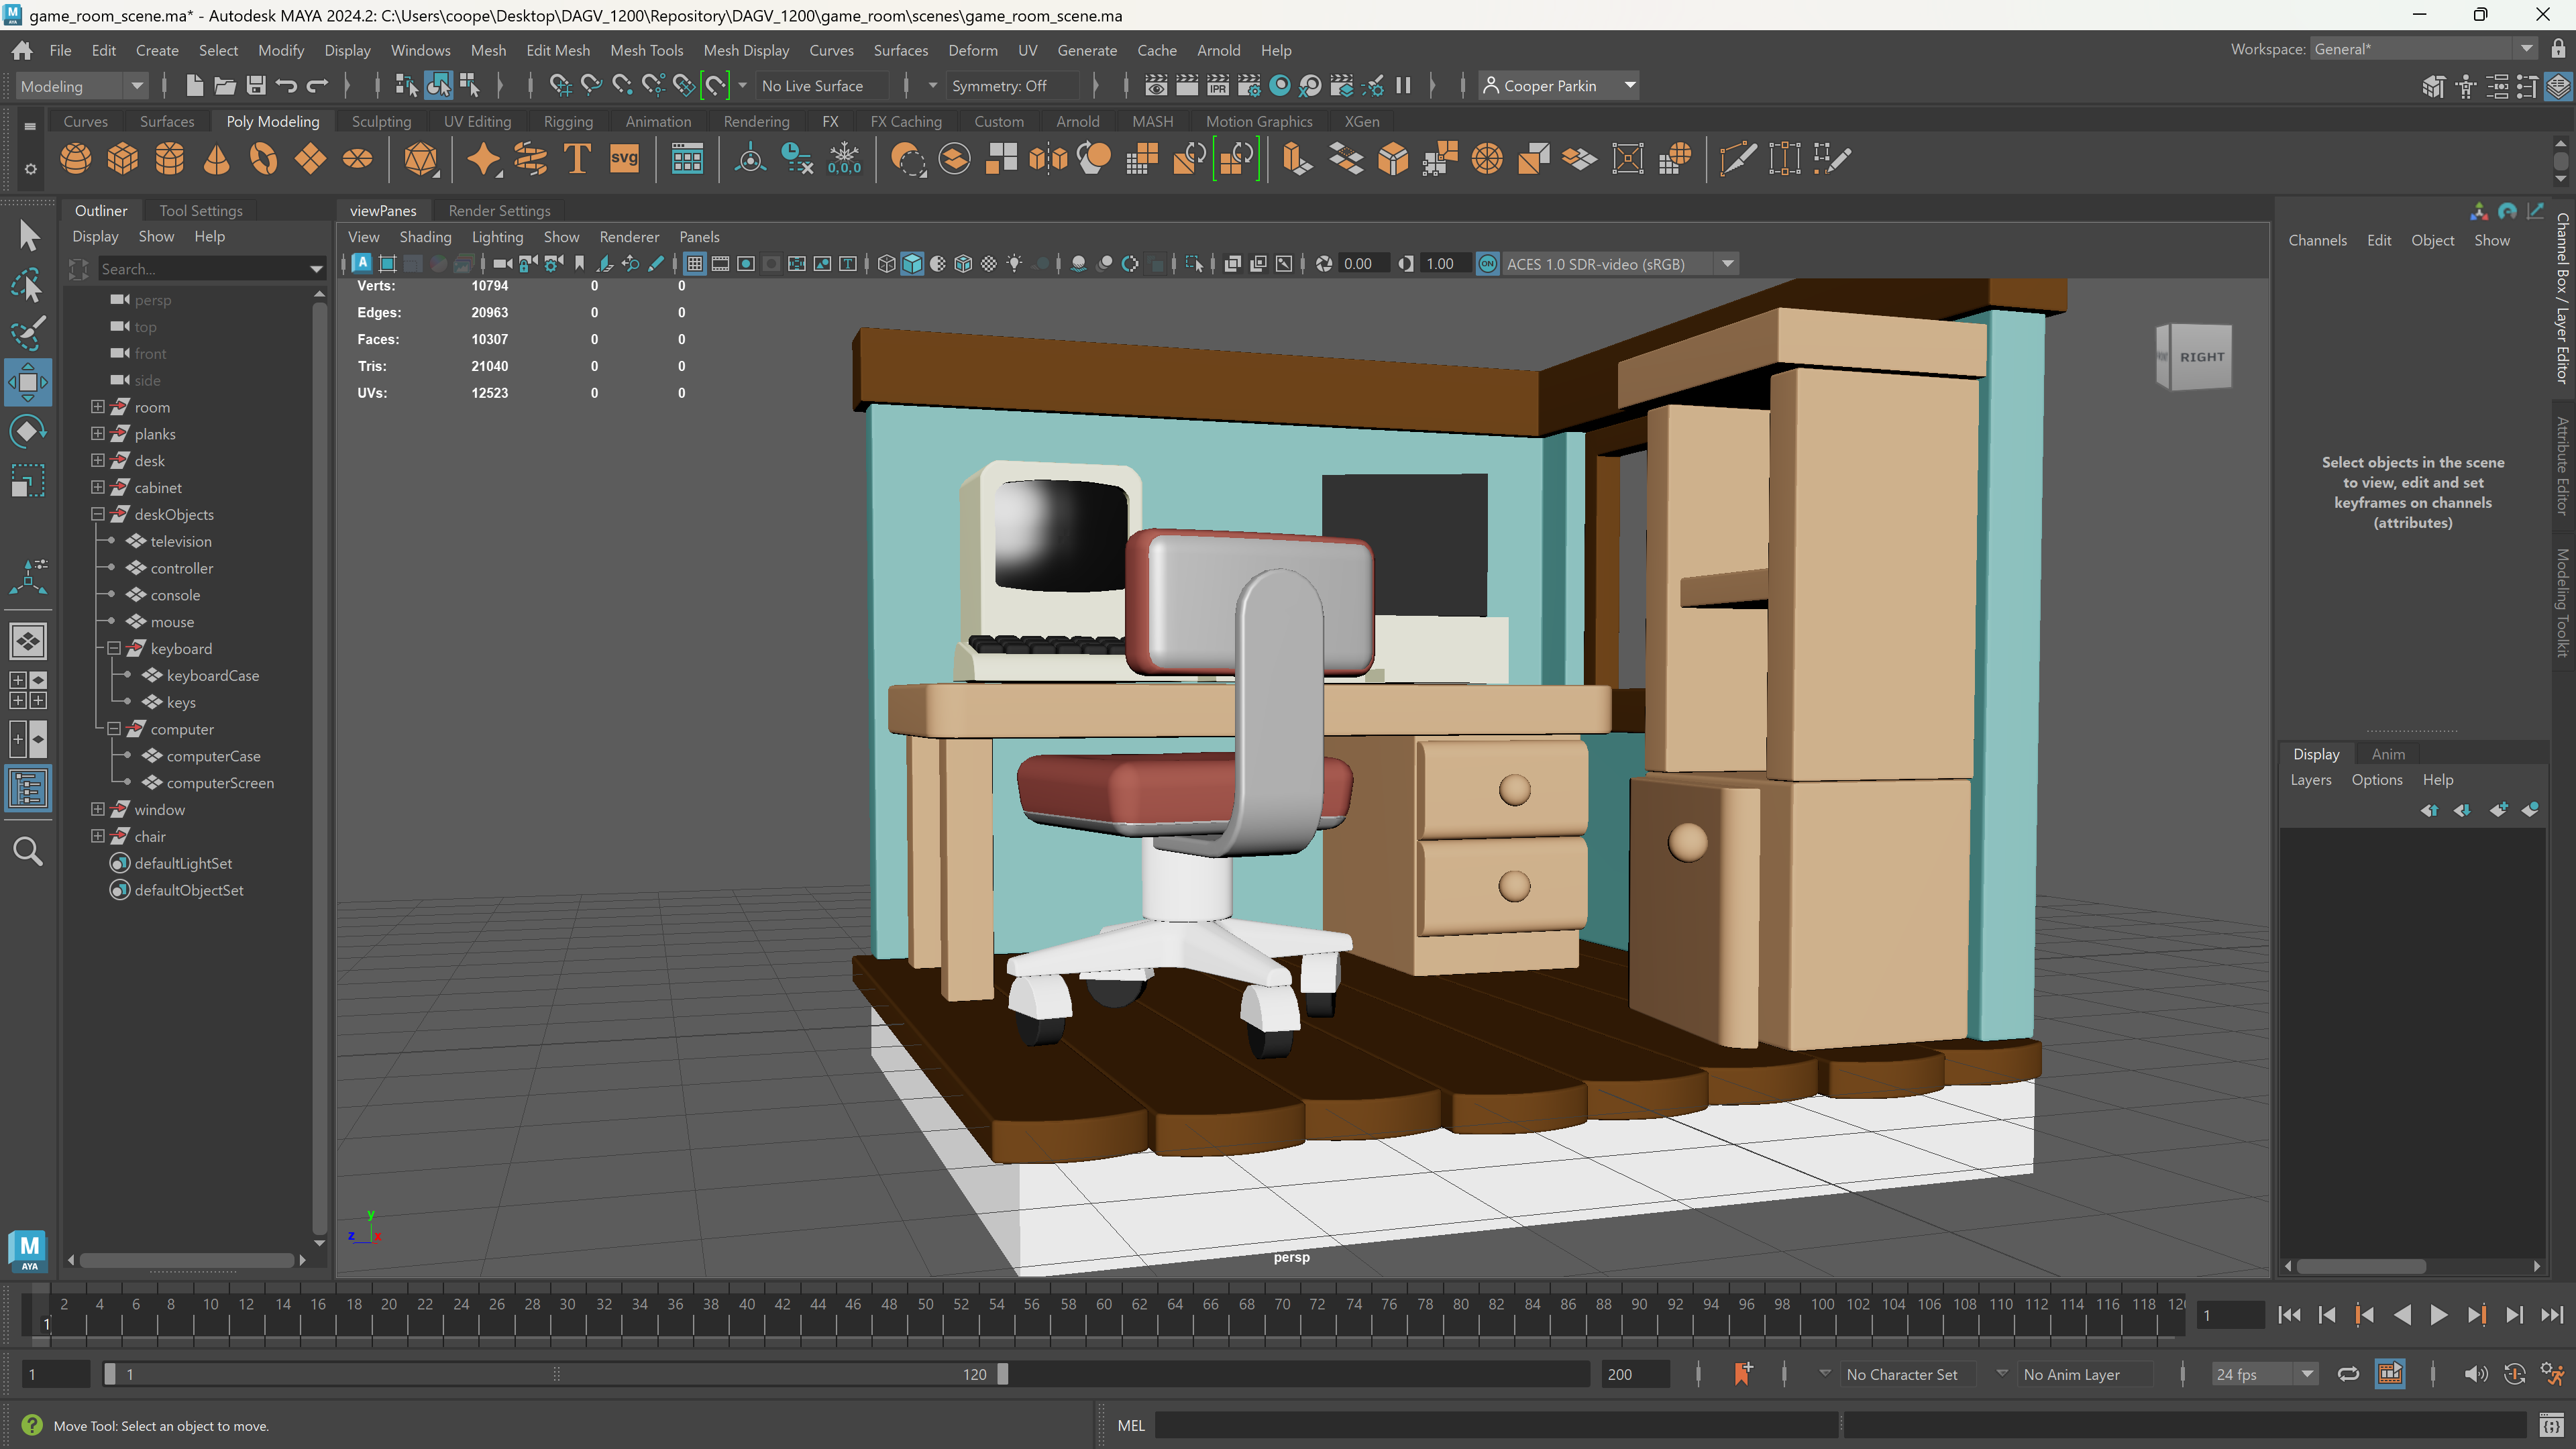 game_room_scene.ma* - Autodesk MAYA 2024.2: C:\Users\coope\Desktop\DAGV_1200\Repository\DAGV_1200\game_room\scenes\game_room_scene.ma
File Edit Create Select Modify Display Windows Mesh Edit Mesh Mesh Tools Mesh Display Curves Surfaces Deform UV Generate Cache Arnold Help
Workspace: General*
Modeling
No Live Surface
Symmetry: Off
IPR
Cooper Parkin
Curves Surfaces Poly Modeling Sculpting UV Editing Rigging Animation Rendering FX FX Caching Custom Arnold MASH Motion Graphics XGen
T
svg
0,0,0
Outliner Tool Settings
Display Show Help
Search...
persp
top
front
side
room
planks
desk
cabinet
deskObjects
television
controller
console
mouse
keyboard
keyboardCase
keys
computer
computerCase
computerScreen
window
chair
defaultLightSet
defaultObjectSet
M
AYA
viewPanes Render Settings
View Shading Lighting Show Renderer Panels
0.00
1.00
ON
ACES 1.0 SDR-video (sRGB)
Verts: 10794 0 0
Edges: 20963 0 0
Faces: 10307 0 0
Tris: 21040 0 0
UVs: 12523 0 0
RIGHT
y
z x
persp
Channels Edit Object Show
Select objects in the scene
to view, edit and set
keyframes on channels
(attributes)
Channel Box / Layer Editor
Attribute Editor
Modeling Toolkit
Display Anim
Layers Options Help
2 4 6 8 10 12 14 16 18 20 22 24 26 28 30 32 34 36 38 40 42 44 46 48 50 52 54 56 58 60 62 64 66 68 70 72 74 76 78 80 82 84 86 88 90 92 94 96 98 100 102 104 106 108 110 112 114 116 118 12
1
1
1
1
120
200
No Character Set
No Anim Layer
24 fps
Move Tool: Select an object to move.
MEL